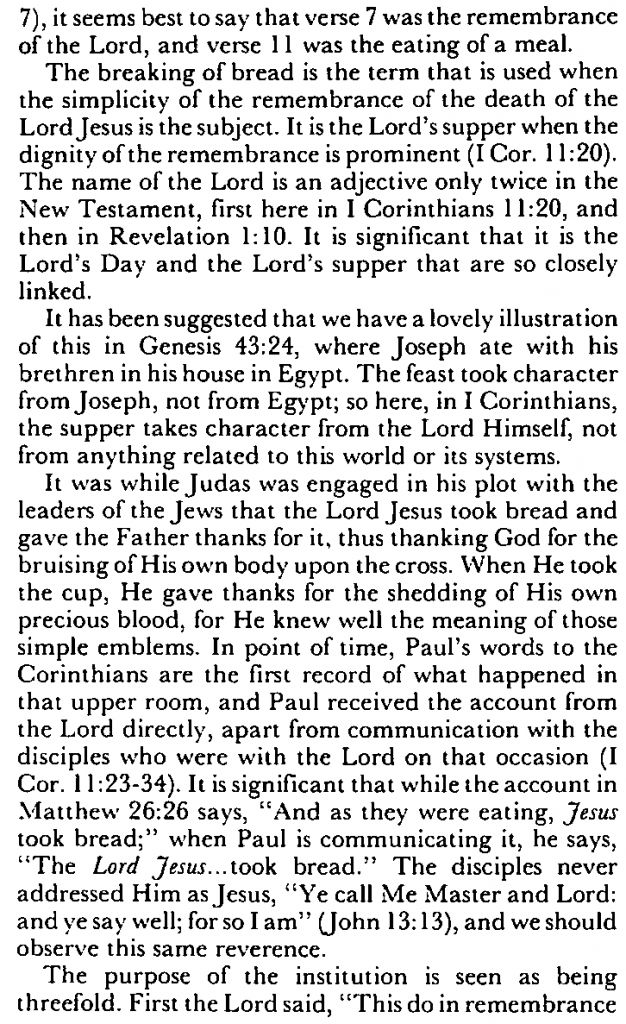 7), it seems best to say that verse 7 was the remembrance
of the Lord, and verse 11 was the eating of a meal.
The breaking of bread is the term that is used when
the simplicity of the remembrance of the death of the
Lord Jesus is the subject. It is the Lord's supper when the
dignity of the remembrance is prominent (I Cor. 11:20).
The name of the Lord is an adjective only twice in the
New Testament, first here in I Corinthians 11:20, and
then in Revelation 1:10. It is significant that it is the
Lord's Day and the Lord's supper that are so closely
linked.
It has been suggested that we have a lovely illustration
of this in Genesis 43:24, where Joseph ate with his
brethren in his house in Egypt. The feast took character
from Joseph, not from Egypt; so here, in I Corinthians,
the supper takes character from the Lord Himself, not
from anything related to this world or its systems.
It was while Judas was engaged in his plot with the
leaders of the Jews that the Lord Jesus took bread and
gave the Father thanks for it, thus thanking God for the
bruising of His own body upon the cross. When He took
the cup, He gave thanks for the shedding of His own
precious blood, for He knew well the meaning of those
simple emblems. In point of time, Paul's words to the
Corinthians are the first record of what happened in
that upper room, and Paul received the account from
the Lord directly, apart from communication with the
disciples who were with the Lord on that occasion (I
Cor. 11:23-34). It is significant that while the account in
Matthew 26:26 says, "And as they were eating, Jesus
took bread;" when Paul is communicating it, he says,
"The Lord Jesus...took bread." The disciples never
addressed Him as Jesus, "Ye call Me Master and Lord:
and ye say well; for so I am" (John 13:13), and we should
observe this same reverence.
The purpose of the institution is seen as being
threefold. First the Lord said, "This do in remembrance